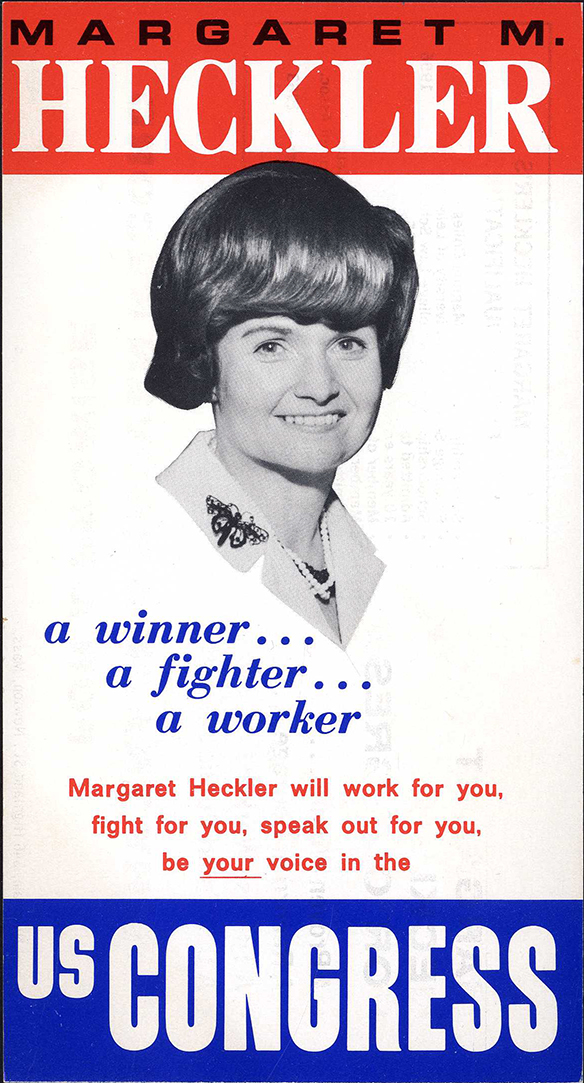 MARGARET M.
HECKLER
a winner...
a fighter...
a worker
Margaret Heckler will work for you,
fight for you, speak out for you,
be your voice in the
US CONGRESS